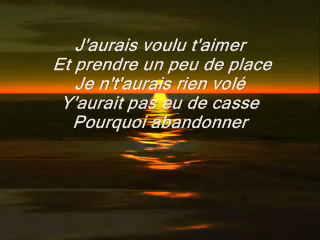 J'aurais voulu t'aimer
Et prendre un peu de place
Je n't'aurais rien volé
Y'aurait pas eu de casse
Pourquoi abandonner